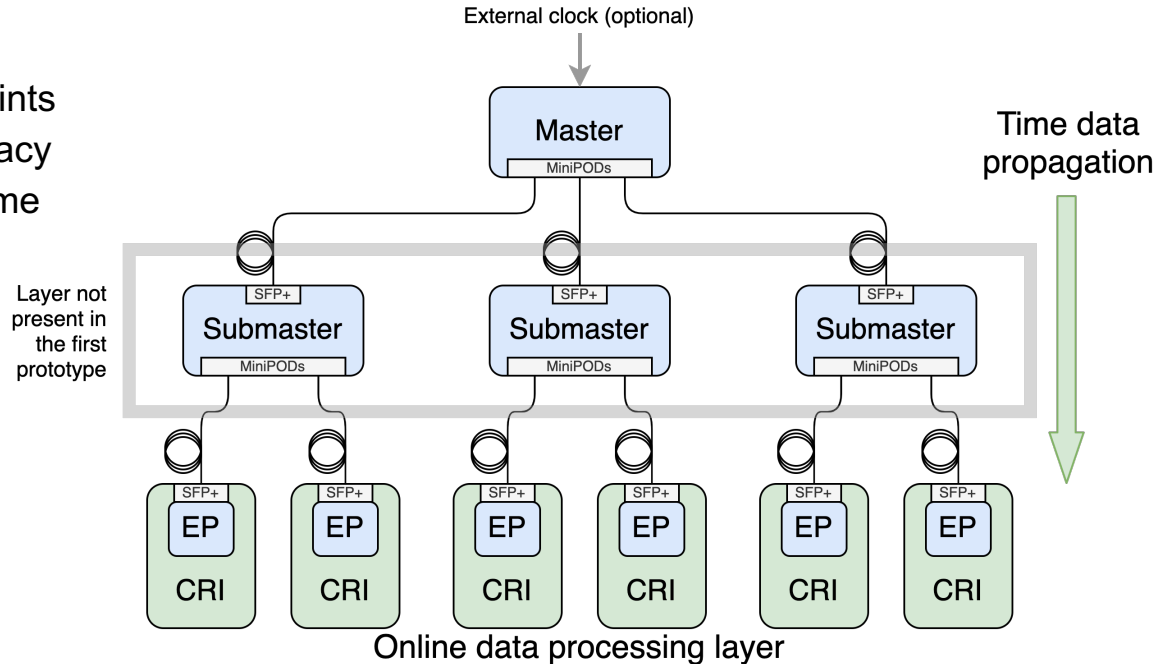 External clock (optional)
ints
acy
me
Master
MiniPODs
Time data
propagation
Layer not
present in
the first
prototype
SFP+
Submaster
MiniPODs
SFP+
Submaster
MiniPODs
SFP+
Submaster
MiniPODs
SFP+
EP
CRI
SFP+
EP
CRI
SFP+
EP
CRI
SFP+
EP
CRI
SFP+
EP
CRI
SFP+
EP
CRI
Online data processing layer